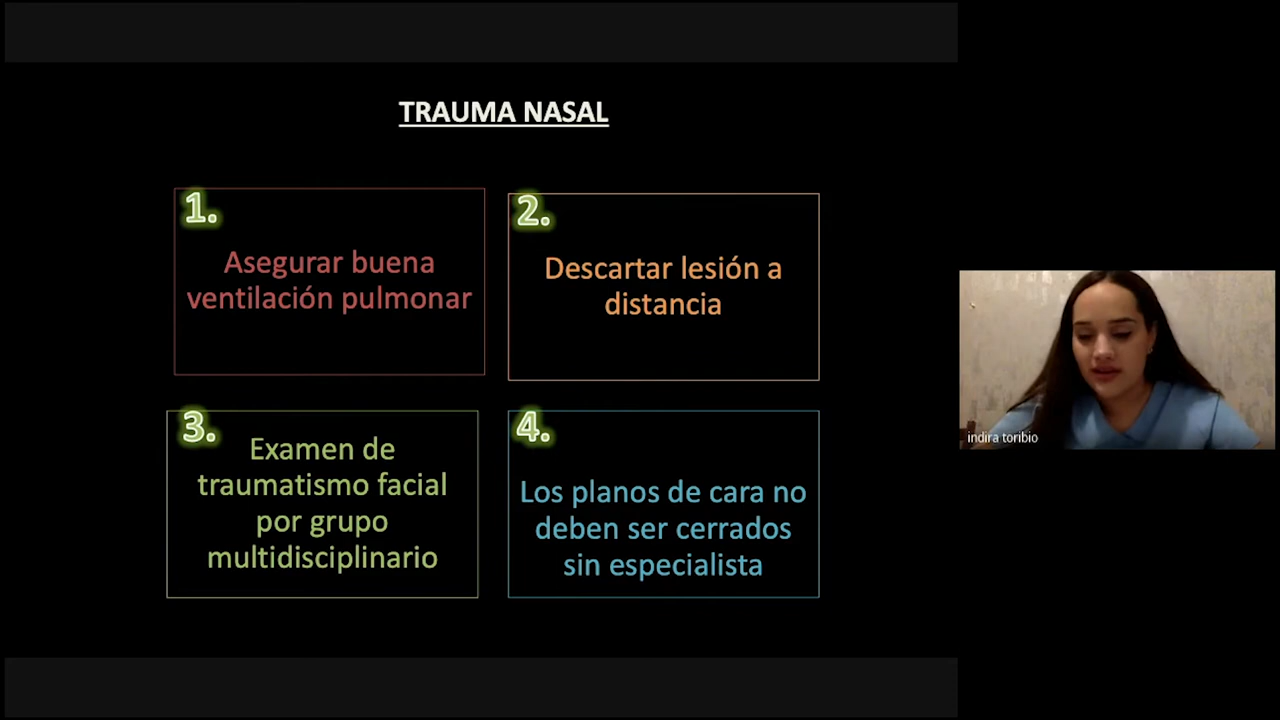 TRAUMA NASAL
1.
Asegurar buena
ventilación pulmonar
2.
Descartar lesión a
distancia
3.
Examen de
traumatismo facial
por grupo
multidisciplinario
4.
Los planos de cara no
deben ser cerrados
sin especialista
indira toribio